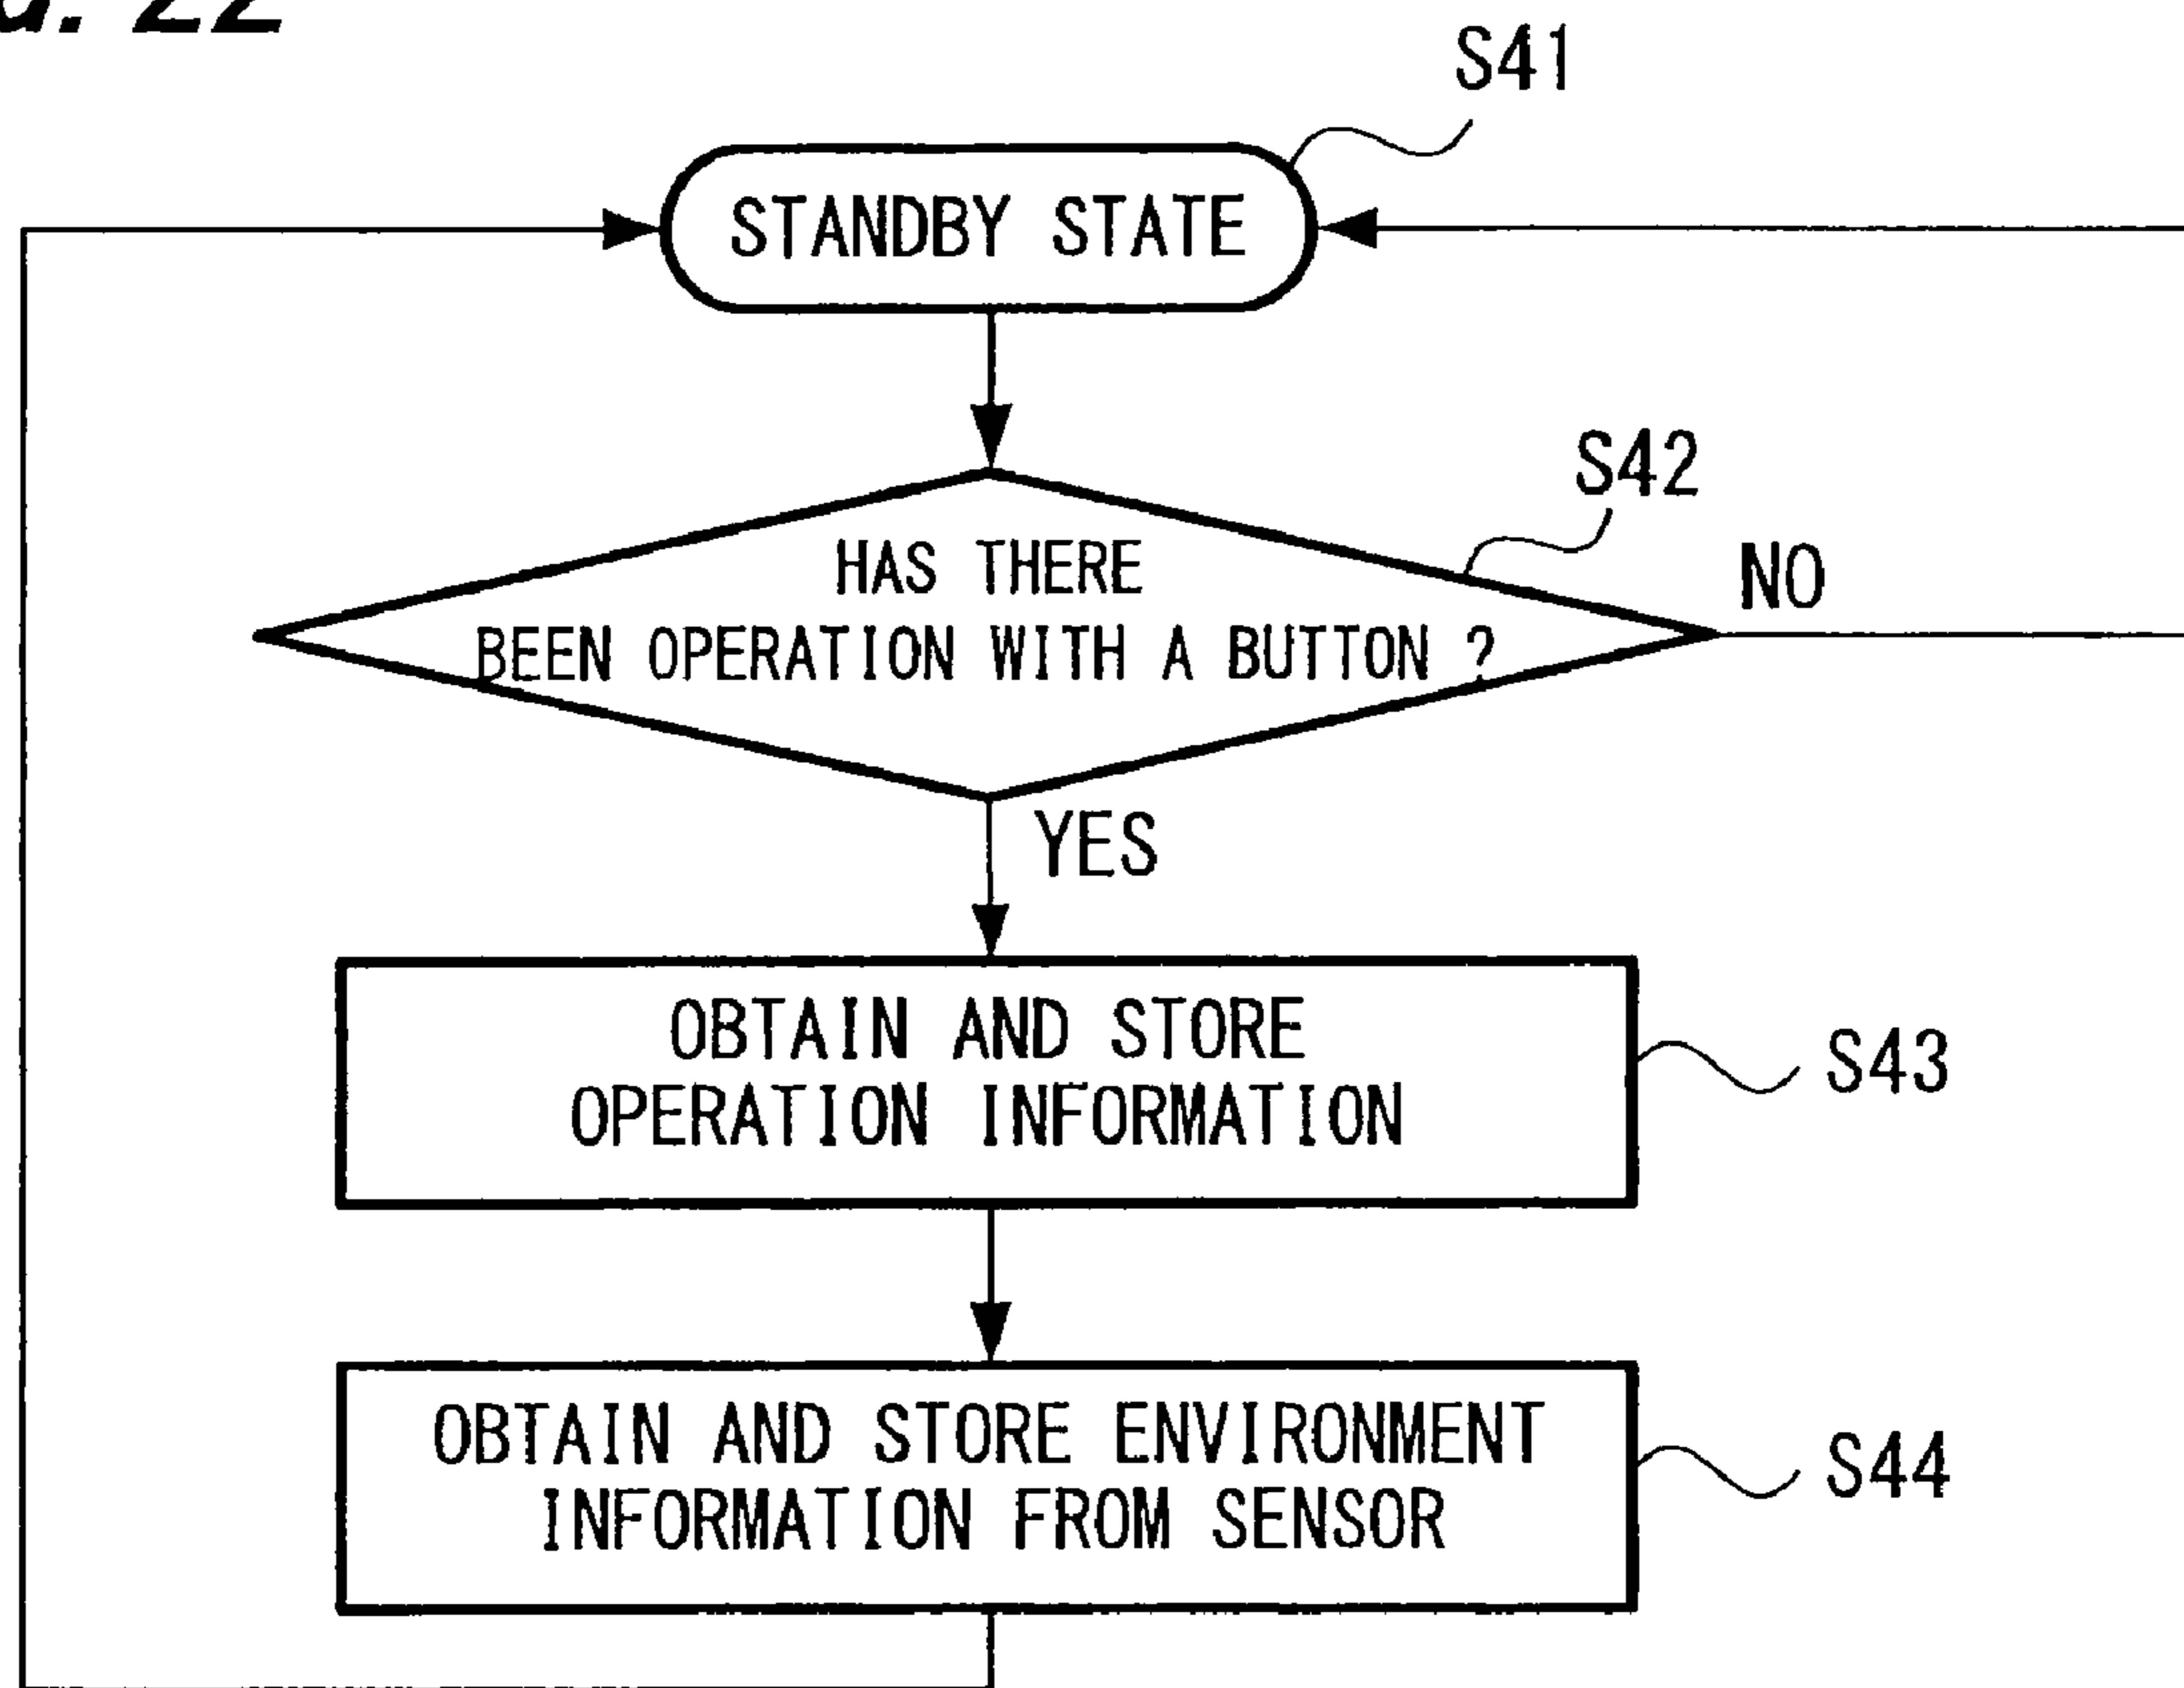 22
S41
STANDBY STATE
S42
HAS THERE
BEEN OPERATION WITH A BUTTON ?
NO
YES
OBTAIN AND STORE
OPERATION INFORMATION
S43
OBTAIN AND STORE ENVIRONMENT
INFORMATION FROM SENSOR
S44